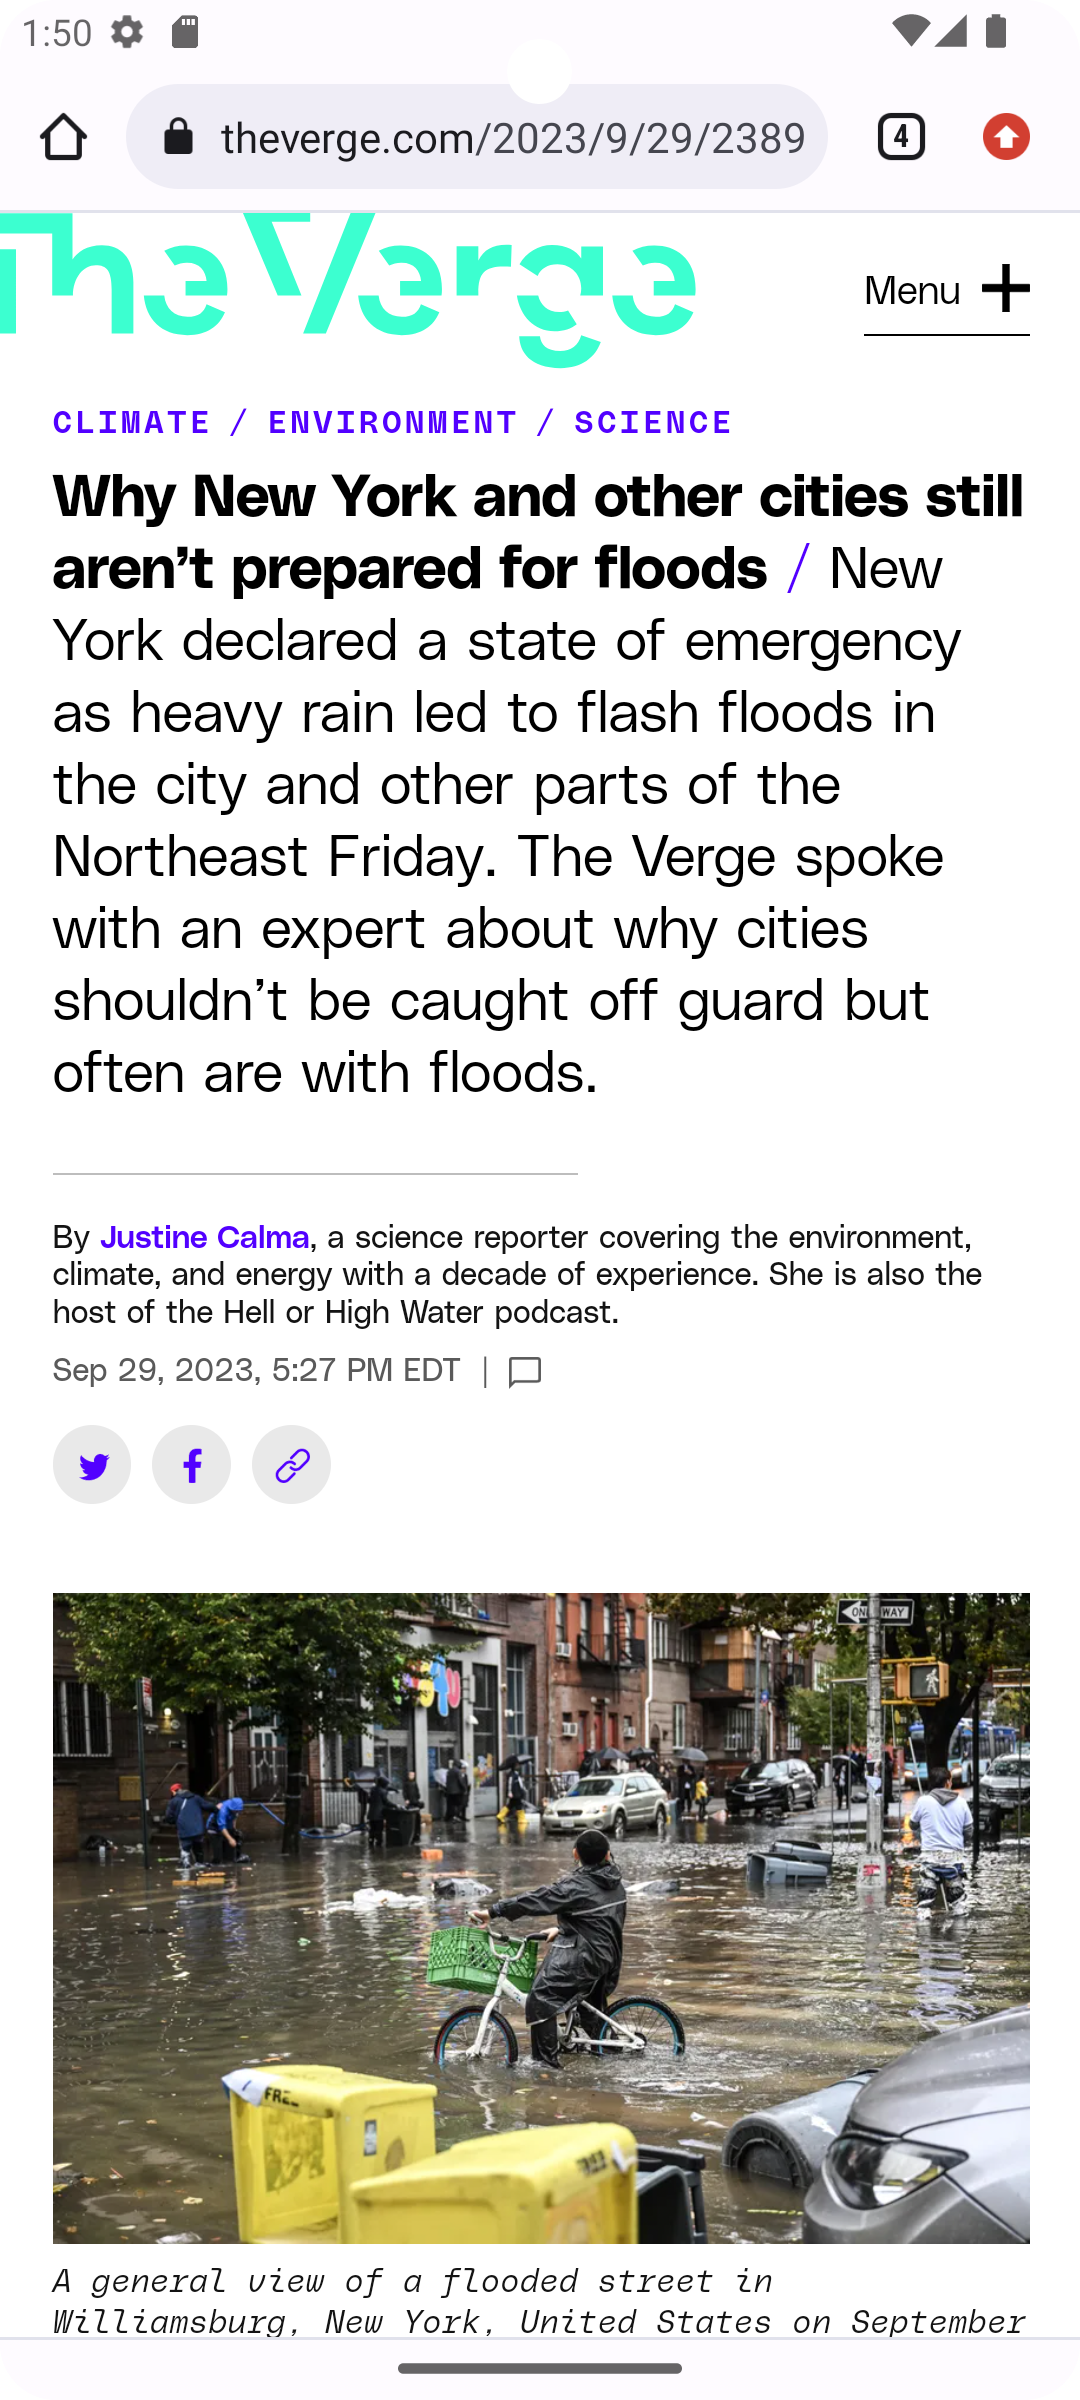 1:50
theverge.com/2023/9/29/2389
4
The Verge
Menu
CLIMATE / ENVIRONMENT / SCIENCE
Why New York and other cities still
aren’t prepared for floods / New
York declared a state of emergency
as heavy rain led to flash floods in
the city and other parts of the
Northeast Friday. The Verge spoke
with an expert about why cities
shouldn’t be caught off guard but
often are with floods.
By Justine Calma, a science reporter covering the environment,
climate, and energy with a decade of experience. She is also the
host of the Hell or High Water podcast.
Sep 29, 2023, 5:27 PM EDT |
ONE WAY
FREE
A general view of a flooded street in
Williamsburg, New York, United States on September